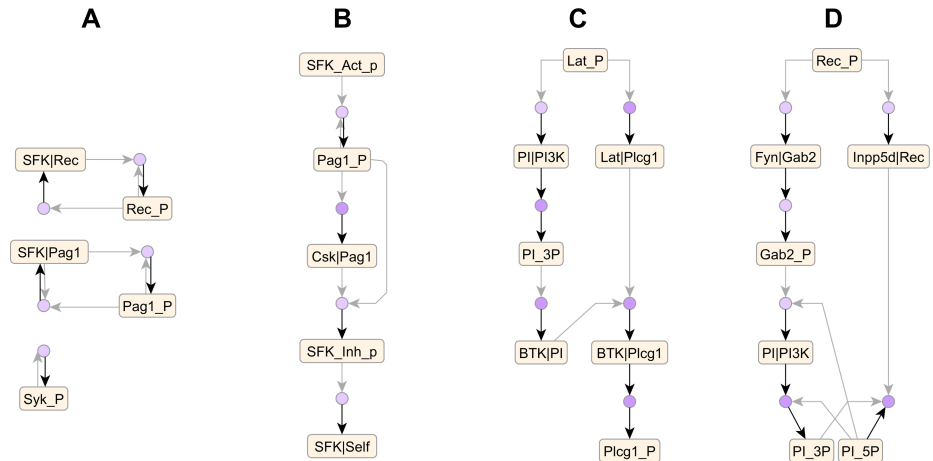 A
B
C
D
SFK|Rec
Rec_P
SFK|Pag1
Pag1_P
Syk_P
SFK_Act_p
Pag1_P
Csk|Pag1
SFK_Inh_p
SFK|Self
Lat_P
PI|PI3K
Lat|Plcg1
PI_3P
BTK|PI
BTK|Plcg1
Plcg1_P
Rec_P
Fyn|Gab2
Inpp5d|Rec
Gab2_P
PI|PI3K
PI_3P
PI_5P